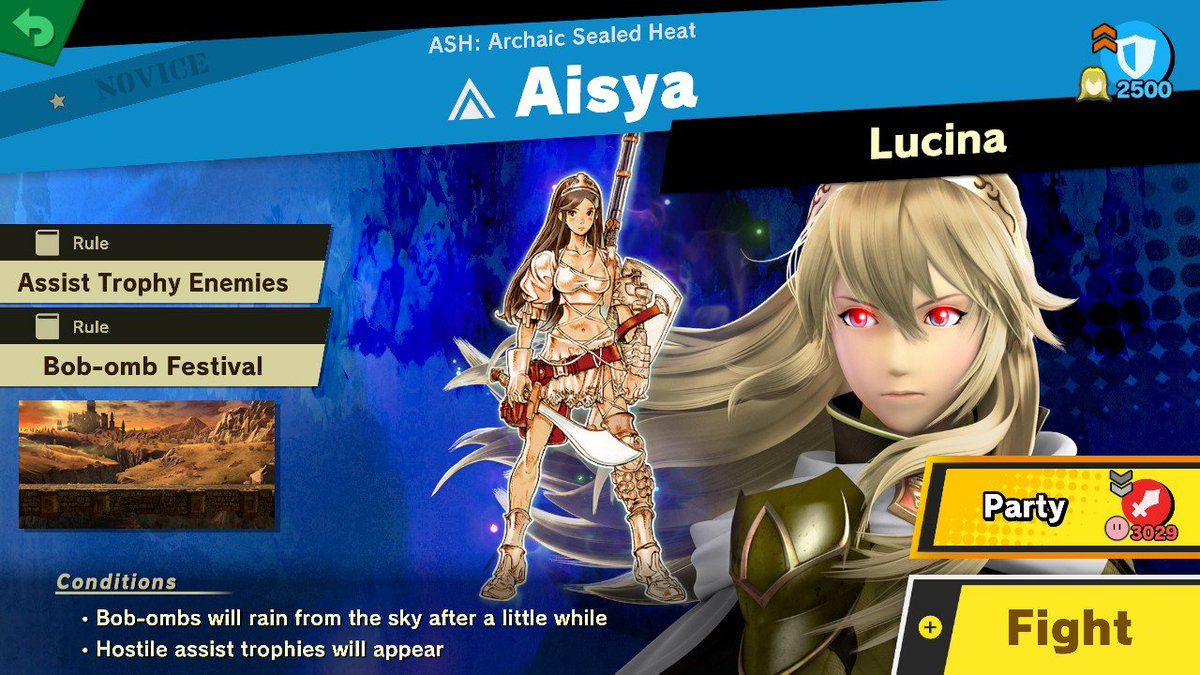 ASH: Archaic Sealed Heat
NOVICE
Aisya
2500
Lucina
Rule
Assist Trophy Enemies
Rule
Bob-omb Festival
Party
3029
Conditions
• Bob-ombs will rain from the sky after a little while
• Hostile assist trophies will appear
+
Fight